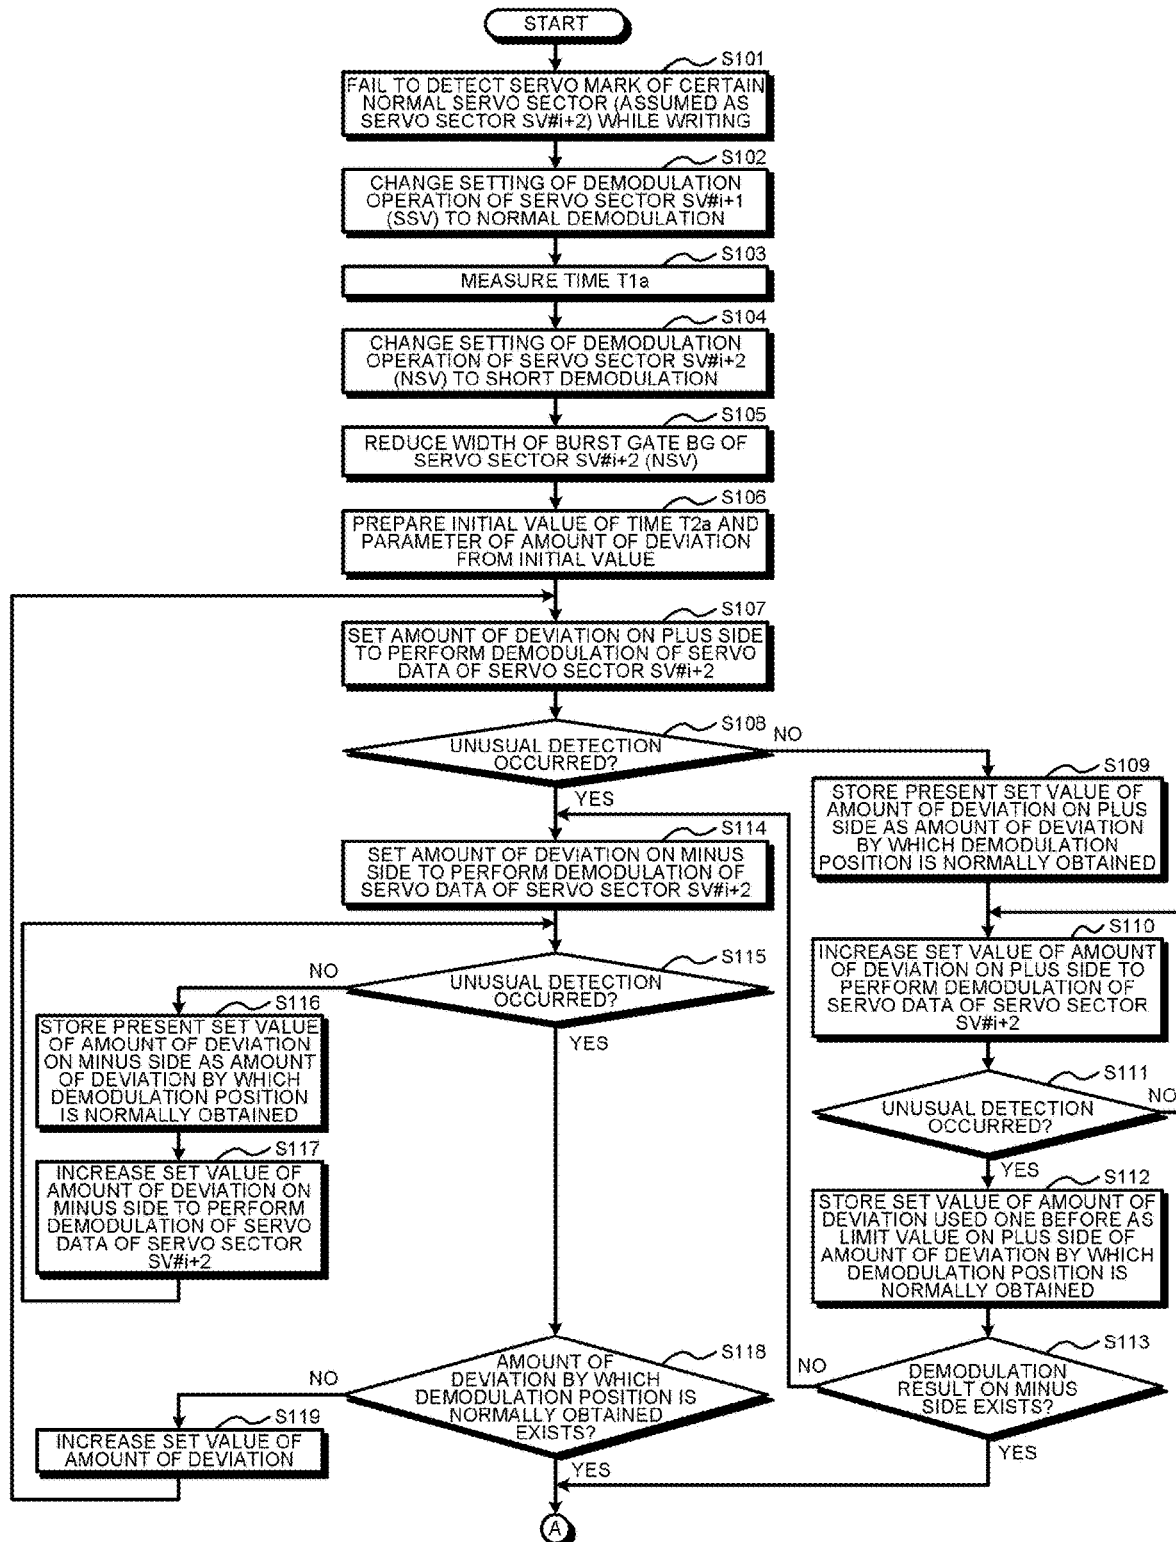 START
S101
FAIL TO DETECT SERVO MARK OF CERTAIN
NORMAL SERVO SECTOR (ASSUMED AS
SERVO SECTOR SV#i+2) WHILE WRITING
S102
CHANGE SETTING OF DEMODULATION
OPERATION OF SERVO SECTOR SV#i+1
(SSV) TO NORMAL DEMODULATION
S103
MEASURE TIME T1a
S104
CHANGE SETTING OF DEMODULATION
OPERATION OF SERVO SECTOR SV#i+2
(NSV) TO SHORT DEMODULATION
S105
REDUCE WIDTH OF BURST GATE BG OF
SERVO SECTOR SV#i+2 (NSV)
S106
PREPARE INITIAL VALUE OF TIME T2a AND
PARAMETER OF AMOUNT OF DEVIATION
FROM INITIAL VALUE
S107
SET AMOUNT OF DEVIATION ON PLUS SIDE
TO PERFORM DEMODULATION OF SERVO
DATA OF SERVO SECTOR SV#i+2
S108
UNUSUAL DETECTION
OCCURRED?
NO
YES
S109
STORE PRESENT SET VALUE OF
AMOUNT OF DEVIATION ON PLUS
SIDE AS AMOUNT OF DEVIATION
BY WHICH DEMODULATION
POSITION IS NORMALLY OBTAINED
S110
INCREASE SET VALUE OF AMOUNT
OF DEVIATION ON PLUS SIDE TO
PERFORM DEMODULATION OF
SERVO DATA OF SERVO SECTOR
SV#i+2
S111
UNUSUAL DETECTION
OCCURRED?
NO
YES
S112
STORE SET VALUE OF AMOUNT OF
DEVIATION USED ONE BEFORE AS
LIMIT VALUE ON PLUS SIDE OF
AMOUNT OF DEVIATION BY WHICH
DEMODULATION POSITION IS
NORMALLY OBTAINED
S113
DEMODULATION
RESULT ON MINUS
SIDE EXISTS?
NO
YES
S114
SET AMOUNT OF DEVIATION ON MINUS
SIDE TO PERFORM DEMODULATION OF
SERVO DATA OF SERVO SECTOR SV#i+2
S115
UNUSUAL DETECTION
OCCURRED?
NO
YES
S116
STORE PRESENT SET VALUE
OF AMOUNT OF DEVIATION
ON MINUS SIDE AS AMOUNT
OF DEVIATION BY WHICH
DEMODULATION POSITION
IS NORMALLY OBTAINED
S117
INCREASE SET VALUE OF
AMOUNT OF DEVIATION ON
MINUS SIDE TO PERFORM
DEMODULATION OF SERVO
DATA OF SERVO SECTOR
SV#i+2
S118
AMOUNT OF
DEVIATION BY WHICH
DEMODULATION POSITION IS
NORMALLY OBTAINED
EXISTS?
NO
YES
S119
INCREASE SET VALUE OF
AMOUNT OF DEVIATION
A